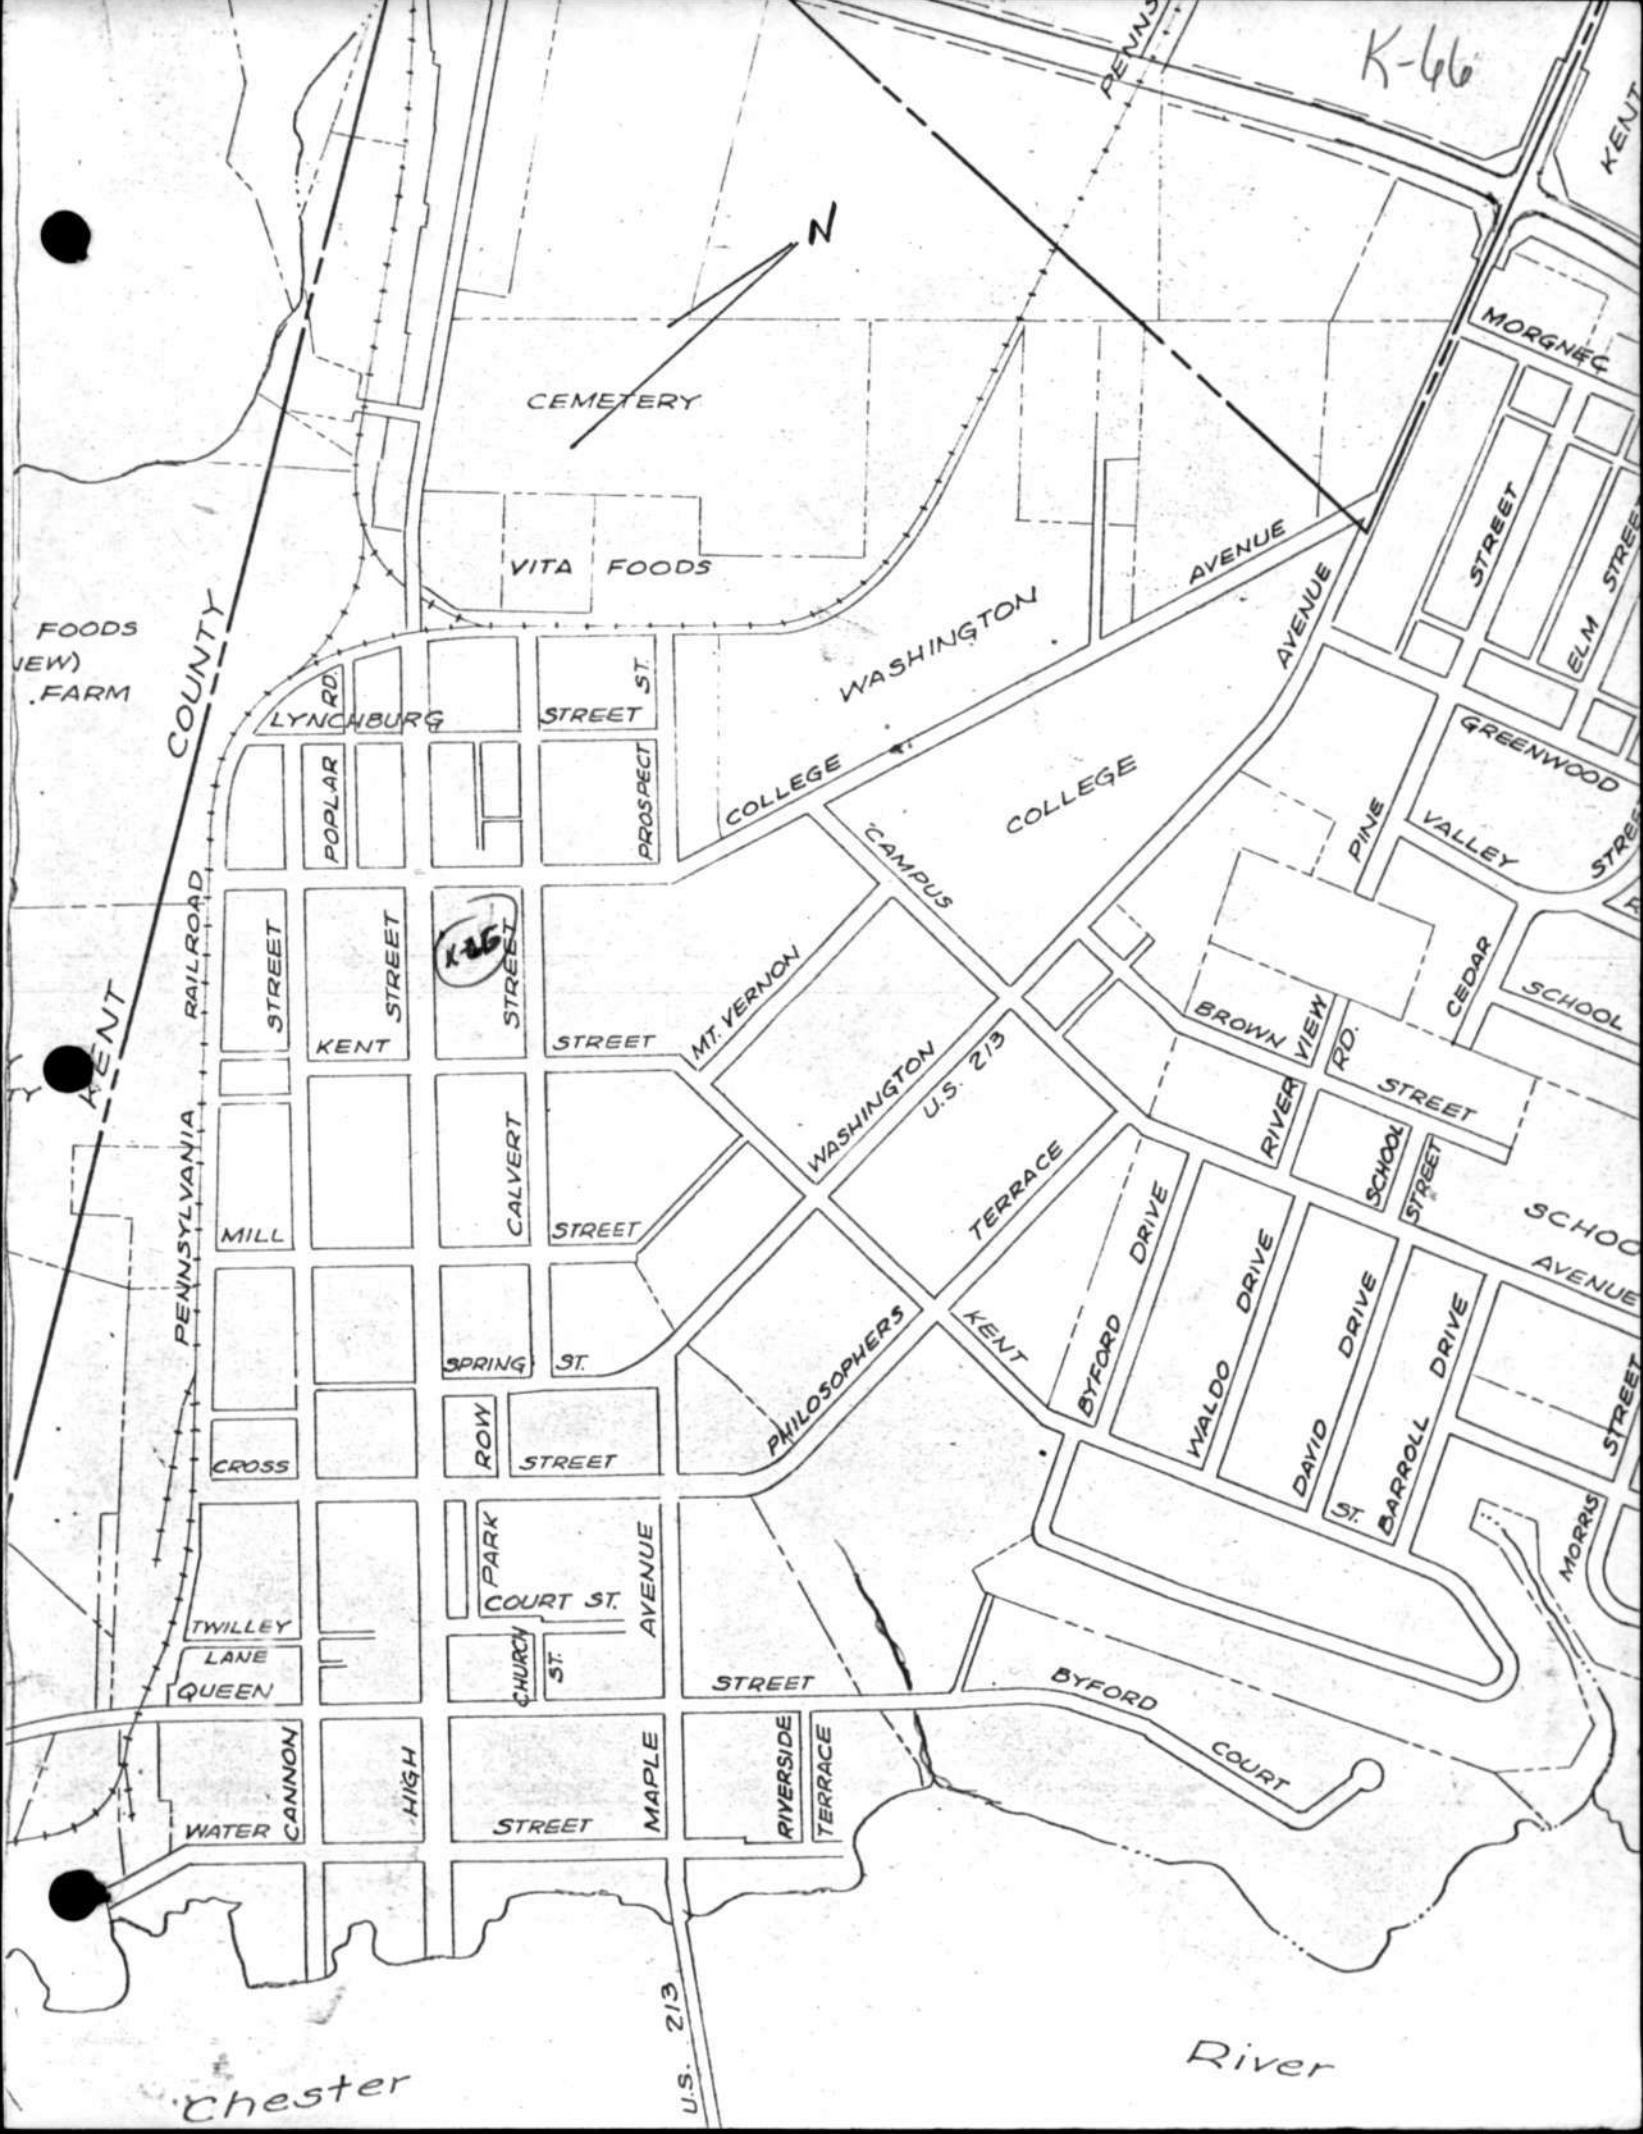 PENNS
K-66
KENT
N
MORGNEC
CEMETERY
STREET
STREET
AVENUE
VITA FOODS
AVENUE
WASHINGTON
ELM
FOODS
FARM
COUNTY
RD.
ST.
LYNCHBURG
STREET
GREENWOOD
COLLEGE
COLLEGE
POPLAR
PROSPECT
PINE
VALLEY
CAMPUS
RAILROAD
STREET
STREET
STREET
MT. VERNON
CEDAR
SCHOOL
KENT
KENT
STREET
BROWN
VIEW
RD.
WASHINGTON
U.S. 213
STREET
RIVER
PENNSYLVANIA
CALVERT
SCHOOL
STREET
TERRACE
DRIVE
MILL
STREET
DRIVE
SCHOO
AVENUE
PHILOSOPHERS
KENT
DRIVE
DRIVE
SPRING ST.
BYFORD
WALDO
STREET
ROW
CROSS
STREET
DAVID
ST.
BARROLL
MORRIS
PARK
COURT ST.
AVENUE
TWILLEY
LANE
CHURCH
ST.
QUEEN
STREET
BYFORD
COURT
CANNON
HIGH
MAPLE
RIVERSIDE
TERRACE
WATER
STREET
U.S. 213
River
Chester